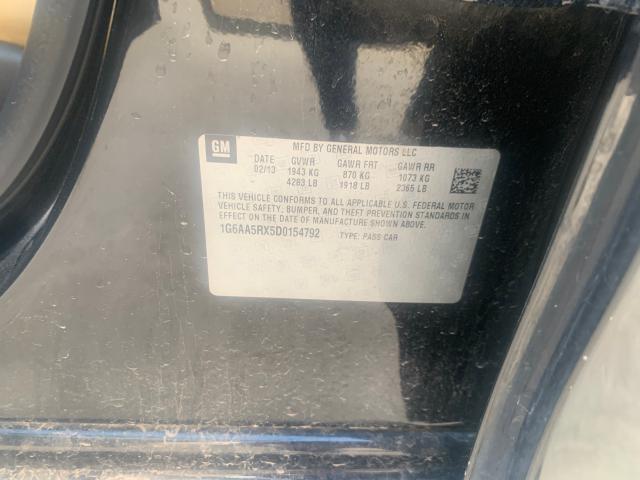 GM
MFD BY GENERAL MOTORS LLC
DATE GVWR GAWR FRT GAWR RR
02/13 1943 KG 870 KG 1073 KG
4283 LB 1918 LB 2365 LB
THIS VEHICLE CONFORMS TO ALL APPLICABLE U.S. FEDERAL MOTOR
VEHICLE SAFETY, BUMPER, AND THEFT PREVENTION STANDARDS IN
EFFECT ON THE DATE OF MANUFACTURE SHOWN ABOVE.
1G6AA5RX5D0154792 TYPE: PASS CAR